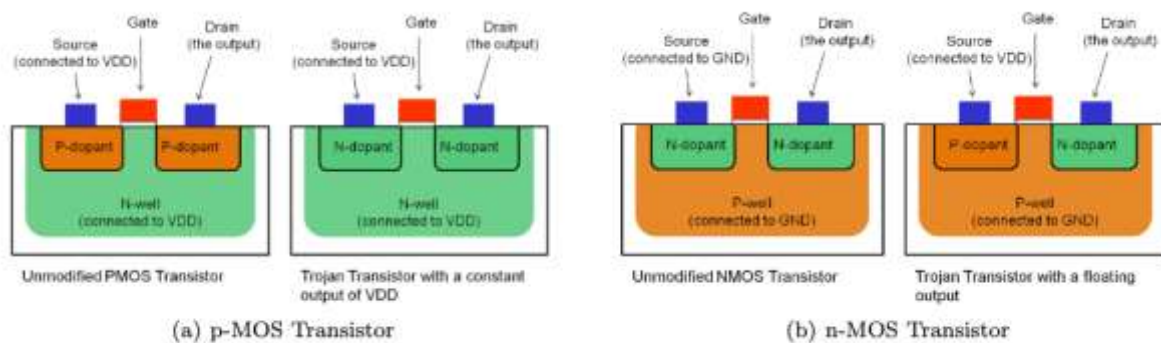 Gate
Source
(connected to VDD)
Drain
(the output)
P-dopant
P-dopant
N-well
(connected to VDD)
Unmodified PMOS Transistor
Gate
Source
(connected to VDD)
Drain
(the output)
N-dopant
N-dopant
N-well
(connected to VDD)
Trojan Transistor with a constant
output of VDD
(a) p-MOS Transistor
Gate
Source
(connected to GND)
Drain
(the output)
N-dopant
N-dopant
P-well
(connected to GND)
Unmodified NMOS Transistor
Gate
Source
(connected to VDD)
Drain
(the output)
P-dopant
N-dopant
P-well
(connected to GND)
Trojan Transistor with a floating
output
(b) n-MOS Transistor